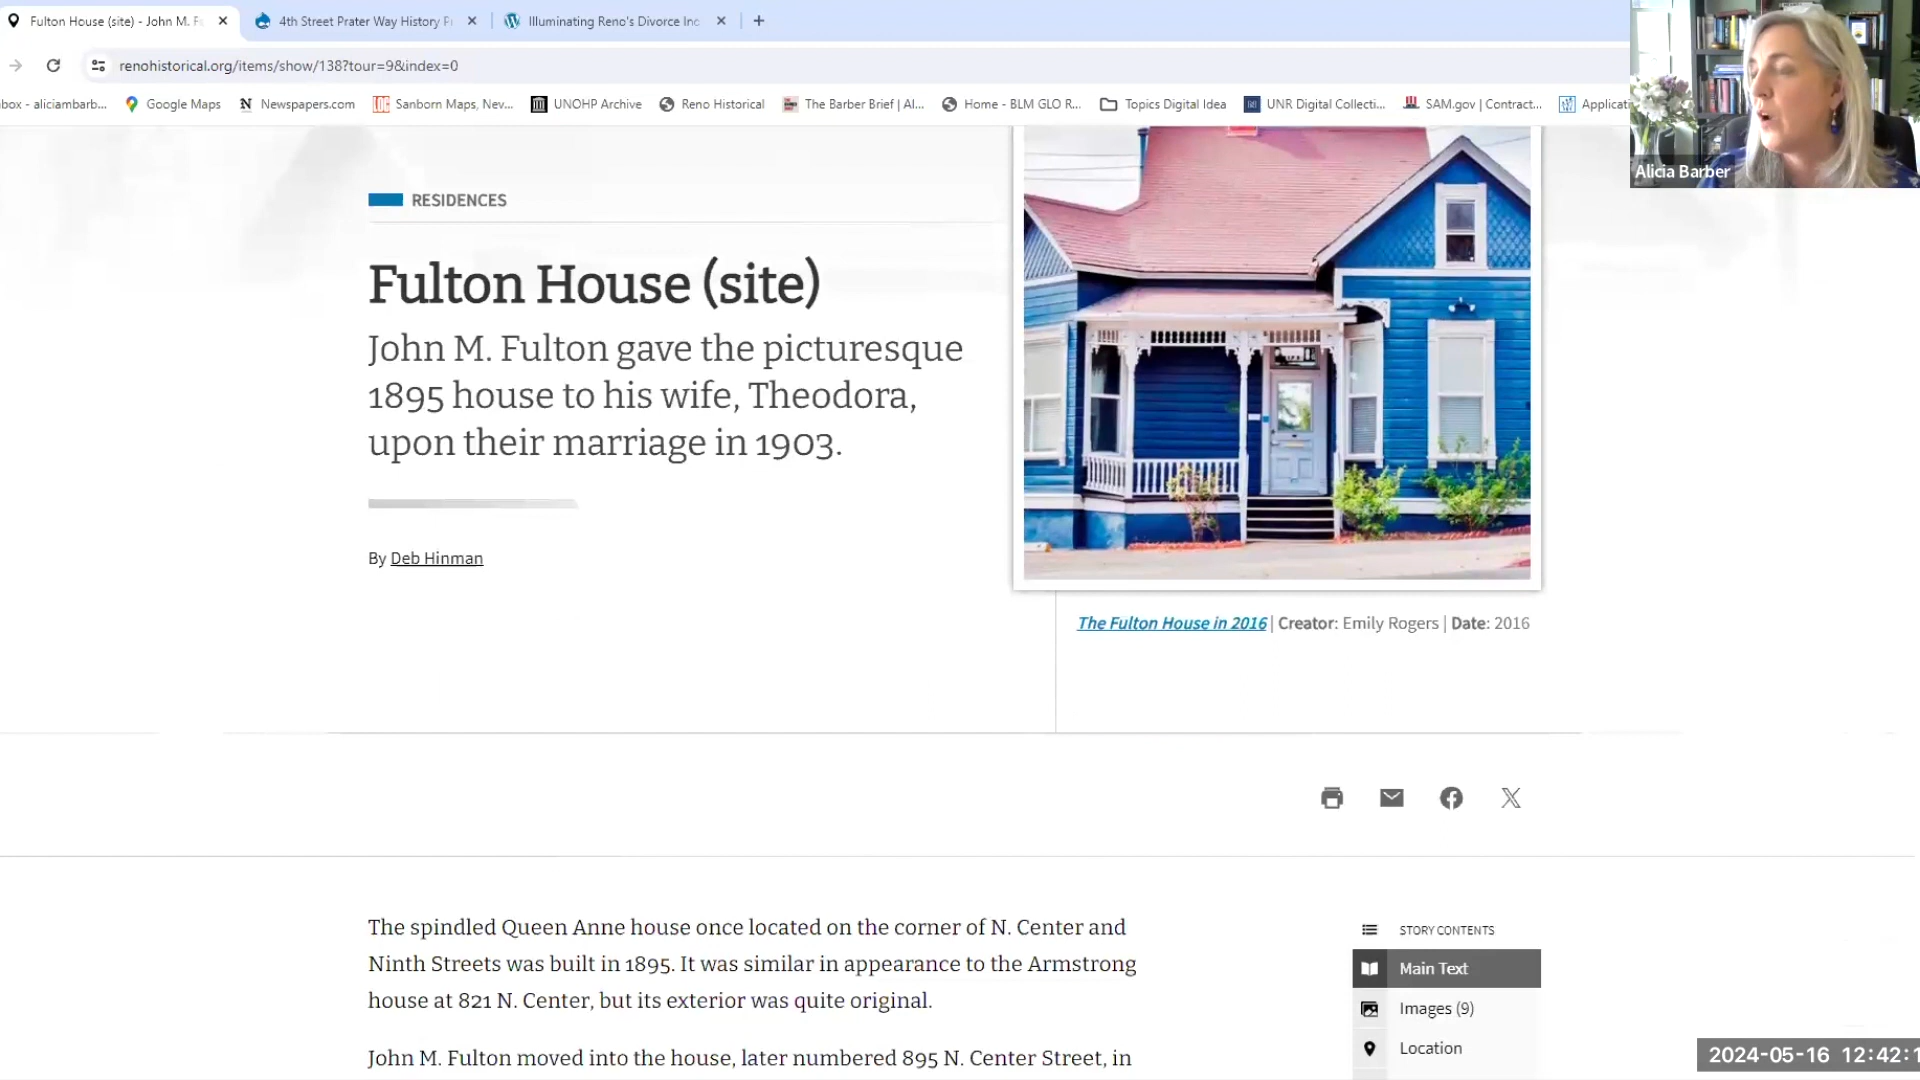 Fulton House (site) - John M. F
4th Street Prater Way History P
Illuminating Reno's Divorce Ind
renohistorical.org/items/show/138?tour=9&index=0
box - aliciambarb...
Google Maps
Newspapers.com
Sanborn Maps, Nev...
UNOHP Archive
Reno Historical
The Barber Brief | Al...
Home - BLM GLO R...
Topics Digital Idea
UNR Digital Collecti...
SAM.gov | Contract...
Applicati
Alicia Barber
RESIDENCES
Fulton House (site)
John M. Fulton gave the picturesque
1895 house to his wife, Theodora,
upon their marriage in 1903.
By Deb Hinman
The Fulton House in 2016 | Creator: Emily Rogers | Date: 2016
The spindled Queen Anne house once located on the corner of N. Center and
Ninth Streets was built in 1895. It was similar in appearance to the Armstrong
house at 821 N. Center, but its exterior was quite original.
John M. Fulton moved into the house, later numbered 895 N. Center Street, in
STORY CONTENTS
Main Text
Images (9)
Location
2024-05-16 12:42:1